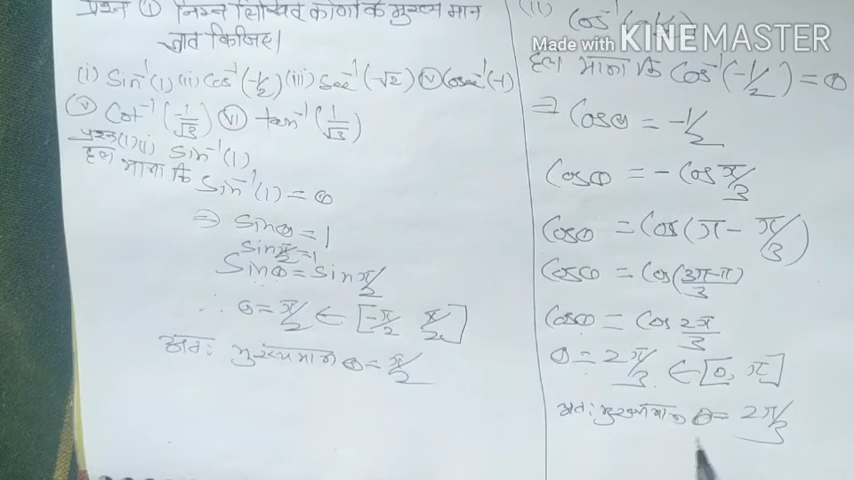 प्रश्न ① निम्न लिखित कोणों के मुख्य मान
ज्ञात किजिए।
(i) Sin⁻¹(1) (ii) Cos⁻¹(-1/2) (iii) Sec⁻¹(-√2) (iv) Cosec⁻¹(-1)
(v) Cot⁻¹(-1/√3) (vi) tan⁻¹(1/√3)
प्रश्न(1)(i) Sin⁻¹(1)
हल माना कि Sin⁻¹(1) = θ
⇒ Sinθ = 1
Sin π/2 = 1
Sinθ = Sin π/2
∴ θ = π/2 ∈ [-π/2, π/2]
अतः मुख्य मान θ = π/2
(ii) Cos⁻¹(-1/2)
Made with KINEMASTER
हल माना कि Cos⁻¹(-1/2) = θ
⇒ Cosθ = -1/2
Cosθ = -Cos π/3
Cosθ = Cos(π - π/3)
Cosθ = Cos(3π-π/3)
Cosθ = Cos 2π/3
θ = 2π/3 ∈ [0, π]
अतः मुख्य मान θ = 2π/3